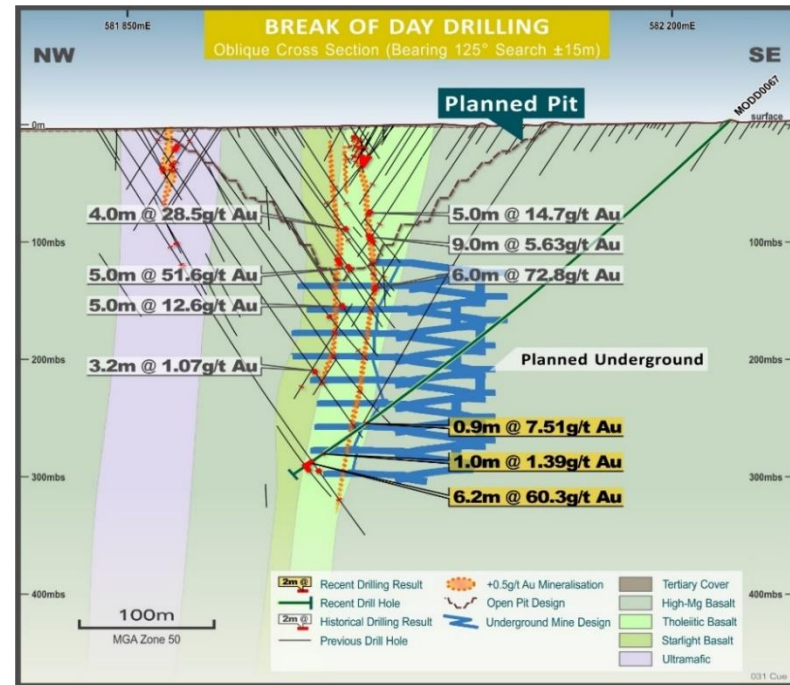 BREAK OF DAY DRILLING
Oblique Cross Section (Bearing 125° Search ±15m)
581 850mE
582 200mE
NW
SE
Planned Pit
MODD0067
0m
surface
4.0m @ 28.5g/t Au
5.0m @ 14.7g/t Au
100mbs
9.0m @ 5.63g/t Au
100mbs
5.0m @ 51.6g/t Au
6.0m @ 72.8g/t Au
5.0m @ 12.6g/t Au
200mbs
3.2m @ 1.07g/t Au
Planned Underground
200mbs
0.9m @ 7.51g/t Au
1.0m @ 1.39g/t Au
300mbs
6.2m @ 60.3g/t Au
300mbs
400mbs
400mbs
100m
MGA Zone 50
2m @
Recent Drilling Result
Recent Drill Hole
2m @
Historical Drilling Result
Previous Drill Hole
+0.5g/t Au Mineralisation
Open Pit Design
Underground Mine Design
Tertiary Cover
High-Mg Basalt
Tholeiitic Basalt
Starlight Basalt
Ultramafic
031 Cue